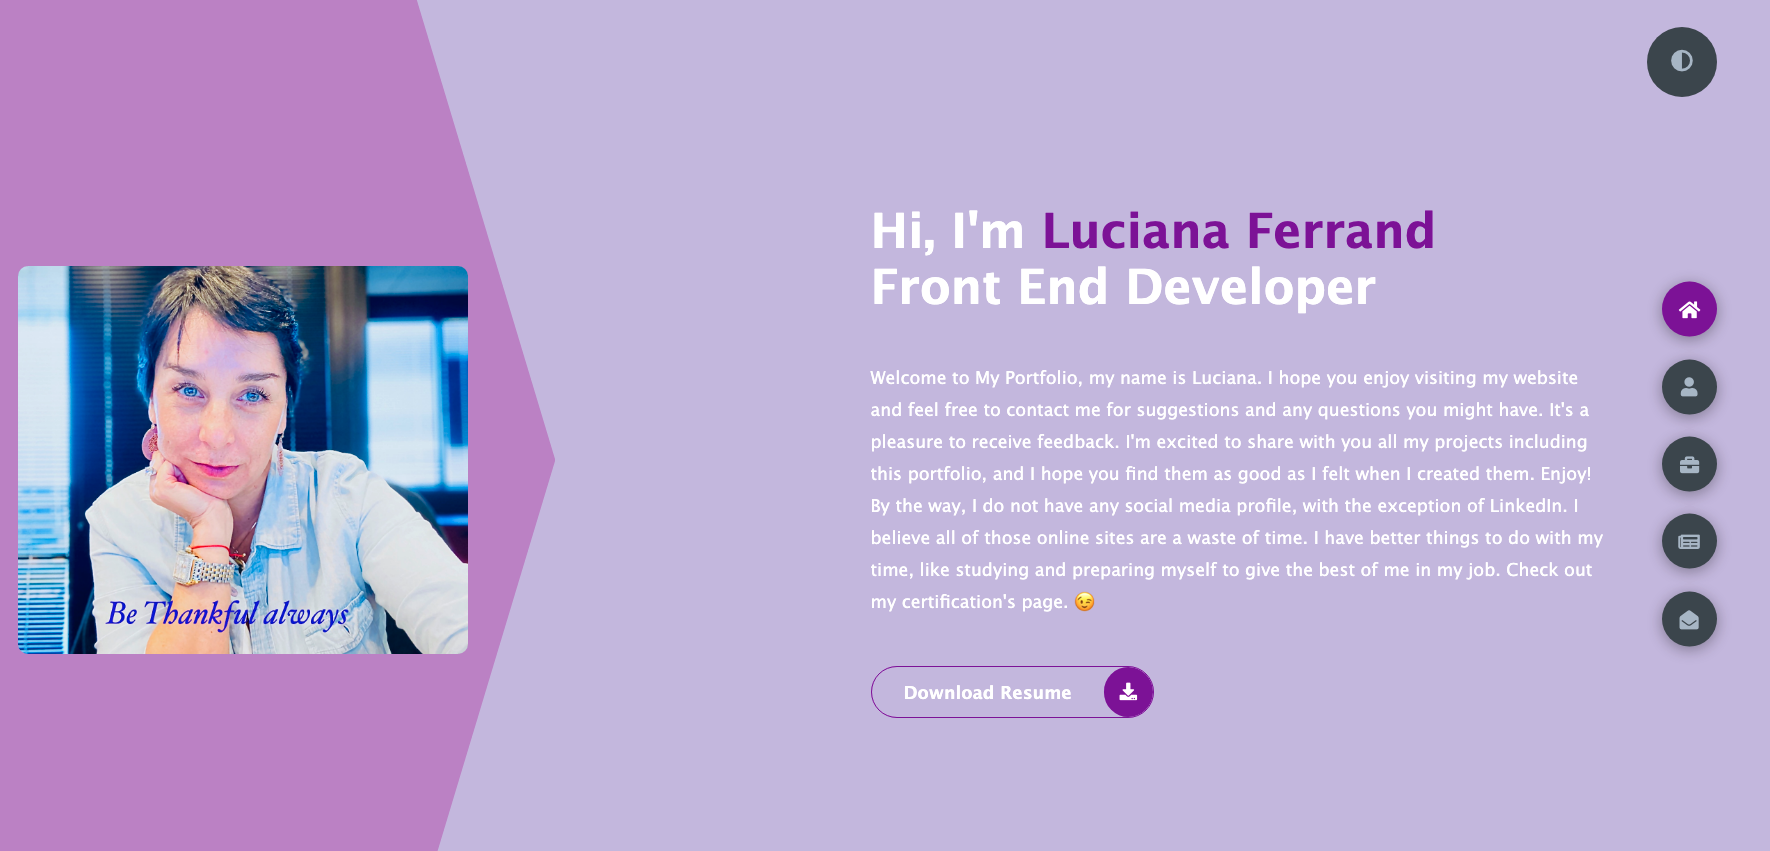 Hi, I'm Luciana Ferrand
Front End Developer
Welcome to My Portfolio, my name is Luciana. I hope you enjoy visiting my website
and feel free to contact me for suggestions and any questions you might have. It's a
pleasure to receive feedback. I'm excited to share with you all my projects including
this portfolio, and I hope you find them as good as I felt when I created them. Enjoy!
By the way, I do not have any social media profile, with the exception of LinkedIn. I
believe all of those online sites are a waste of time. I have better things to do with my
time, like studying and preparing myself to give the best of me in my job. Check out
my certification's page. 😉
Download Resume
Be Thankful always